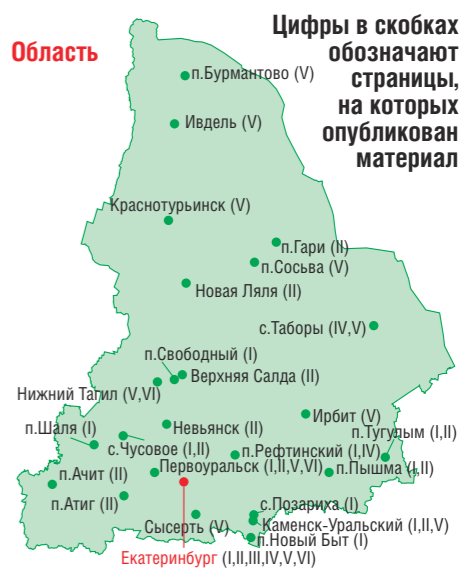 Область
Цифры в скобках
обозначают
страницы,
на которых
опубликован
материал
п.Бурмантово (V)
Ивдель (V)
Краснотурьинск (V)
п.Гари (II)
п.Сосьва (V)
Новая Ляля (II)
с.Таборы (IV,V)
п.Свободный (I)
Верхняя Салда (II)
Нижний Тагил (V,VI)
Ирбит (V)
п.Шаля (I)
Невьянск (II)
п.Тугулым (I,II)
с.Чусовое (I,II)
п.Рефтинский (I,IV)
Первоуральск (I,II,V,VI)
п.Пышма (I,II)
п.Ачит (II)
п.Атиг (II)
с.Позариха (I)
Сысерть (V)
Каменск-Уральский (I,II,V)
п.Новый Быт (I)
Екатеринбург (I,II,III,IV,V,VI)